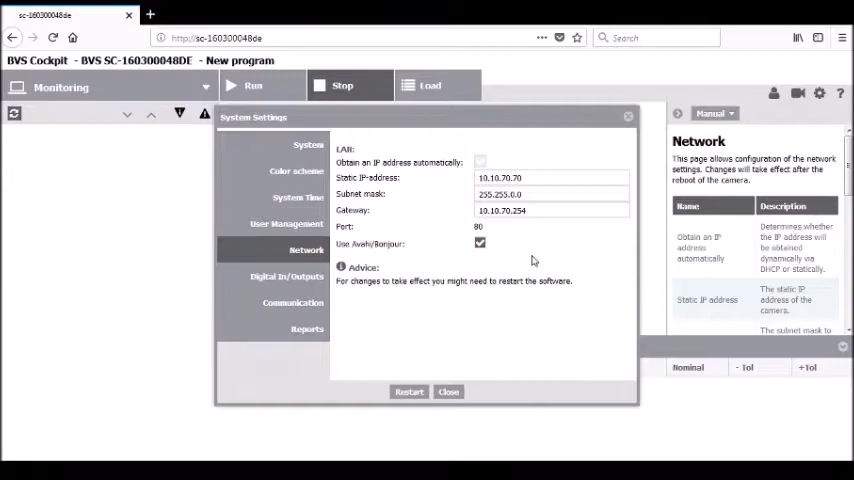 sc-160300048de
http://sc-160300048de
Search
BVS Cockpit - BVS SC-160300048DE - New program
Monitoring
Run
Stop
Load
System Settings
System
Color scheme
System Time
User Management
Network
Digital In/Outputs
Communication
Reports
LAN:
Obtain an IP address automatically:
Static IP-address: 10.10.70.70
Subnet mask: 255.255.0.0
Gateway: 10.10.70.254
Port: 80
Use Avahi/Bonjour:
Advice:
For changes to take effect you might need to restart the software.
Restart
Close
Manual
Network
This page allows configuration of the network
settings. Changes will take effect after the
reboot of the camera.
Name Description
Obtain an IP
address
automatically
Determines whether
the IP address will
be obtained
dynamically via
DHCP or statically.
Static IP address
The static IP
address of the
camera.
The subnet mask to
Nominal - Tol +Tol